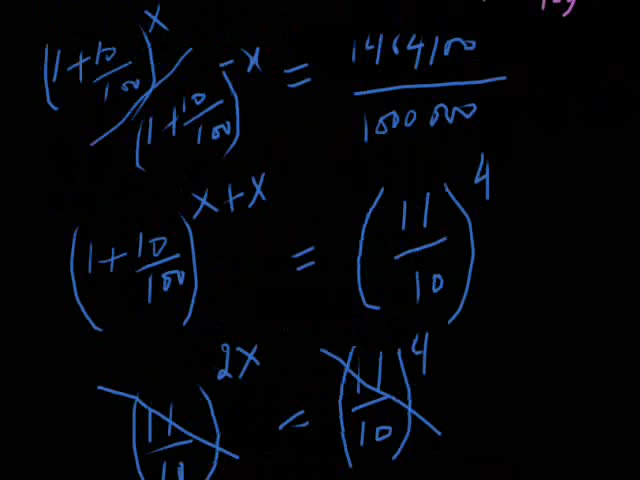 (1+10/100)^x / (1+10/100)^-x = 1464100/1000000
(1+10/100)^x+x = (11/10)^4
(11/10)^2x = (11/10)^4